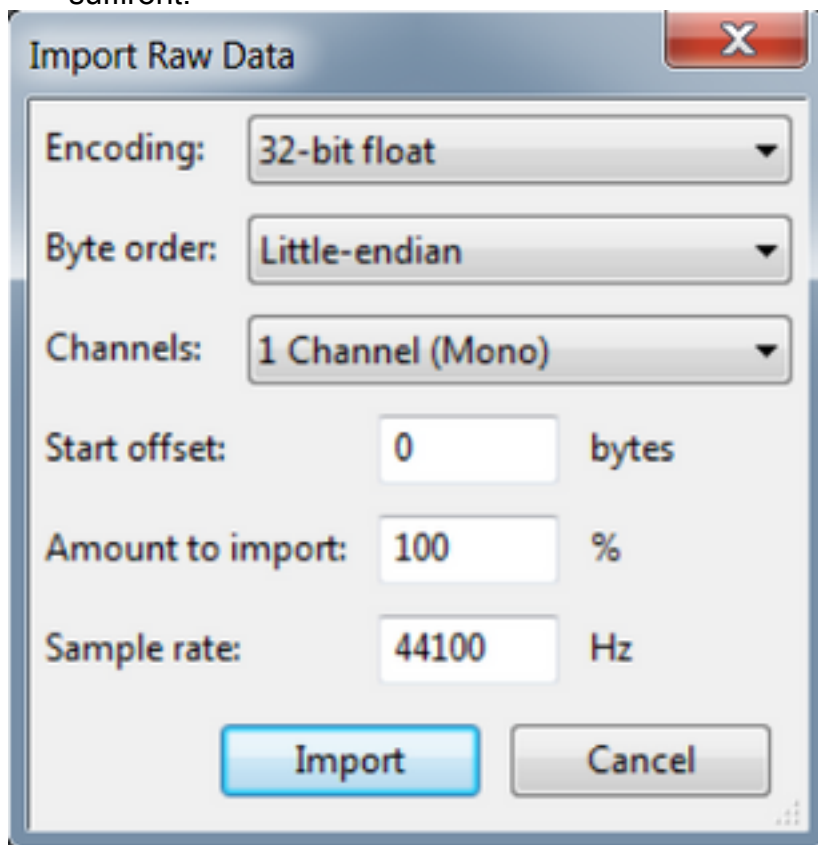 Import Raw Data
Encoding: 32-bit float
Byte order: Little-endian
Channels: 1 Channel (Mono)
Start offset: 0 bytes
Amount to import: 100 %
Sample rate: 44100 Hz
Import Cancel